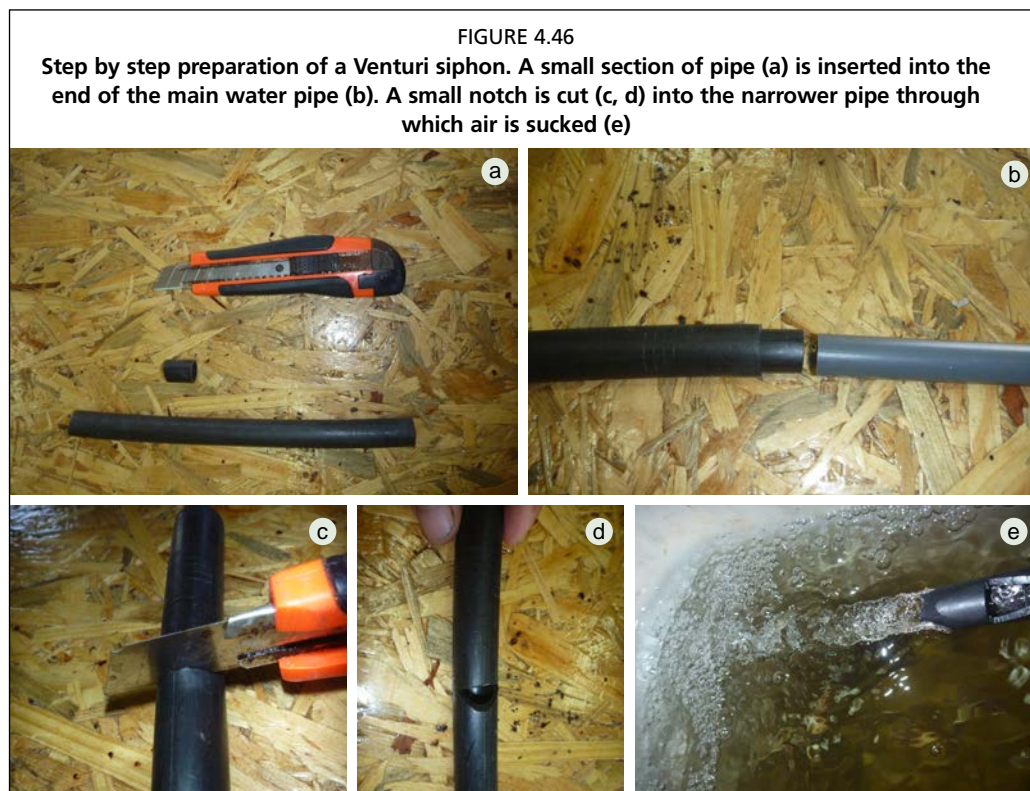 FIGURE 4.46
Step by step preparation of a Venturi siphon. A small section of pipe (a) is inserted into the
end of the main water pipe (b). A small notch is cut (c, d) into the narrower pipe through
which air is sucked (e)
a
b
c
d
e